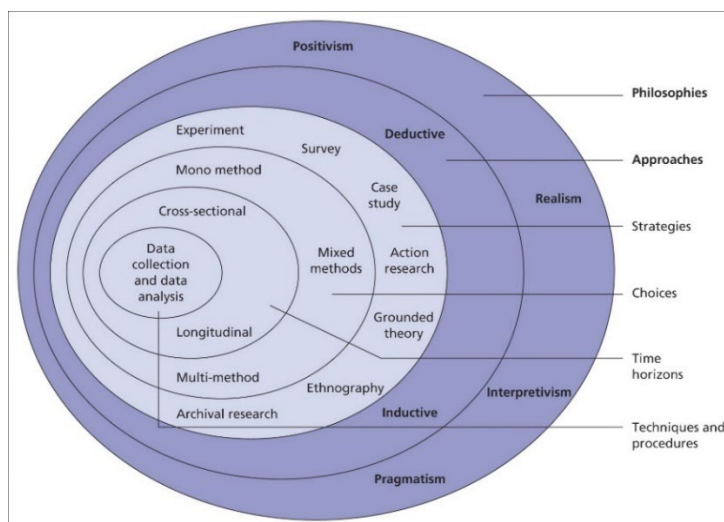 Positivism
Philosophies
Experiment
Deductive
Survey
Approaches
Mono method
Case
study
Realism
Cross-sectional
Strategies
Data
collection
and data
analysis
Mixed
methods
Action
research
Choices
Grounded
theory
Longitudinal
Time
horizons
Multi-method
Ethnography
Interpretivism
Archival research
Inductive
Techniques and
procedures
Pragmatism